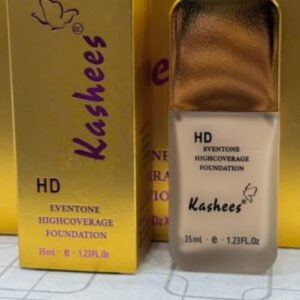 Kashees®
HD
EVENTONE
HIGHCOVERAGE
FOUNDATION
35ml · e · 1.23FL.Oz
HD
EVENTONE
HIGHCOVERAGE
FOUNDATION
Kashees
35ml · e · 1.23FL.Oz